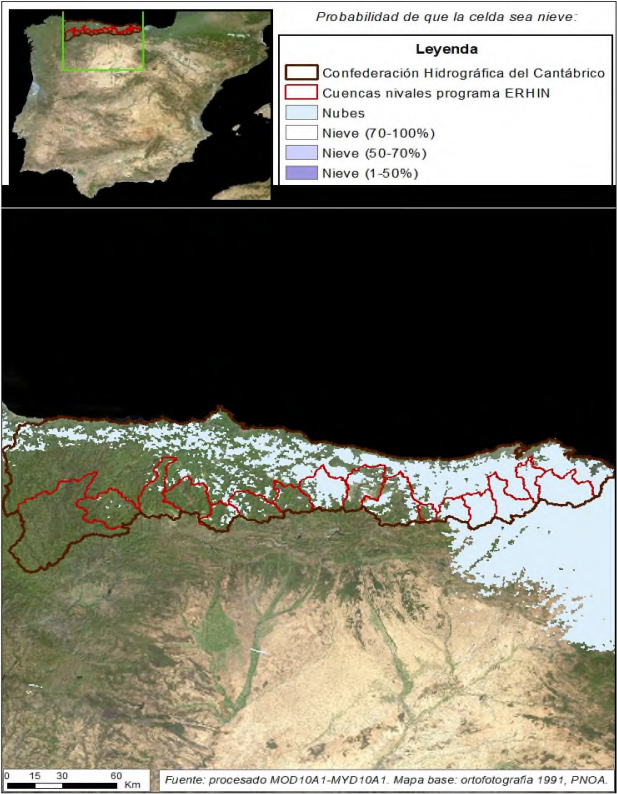 Probabilidad de que la celda sea nieve:
Leyenda
Confederación Hidrográfica del Cantábrico
Cuencas nivales programa ERHIN
Nubes
Nieve (70-100%)
Nieve (50-70%)
Nieve (1-50%)
0 15 30 60
Km
Fuente: procesado MOD10A1-MYD10A1. Mapa base: ortofotografía 1991, PNOA.